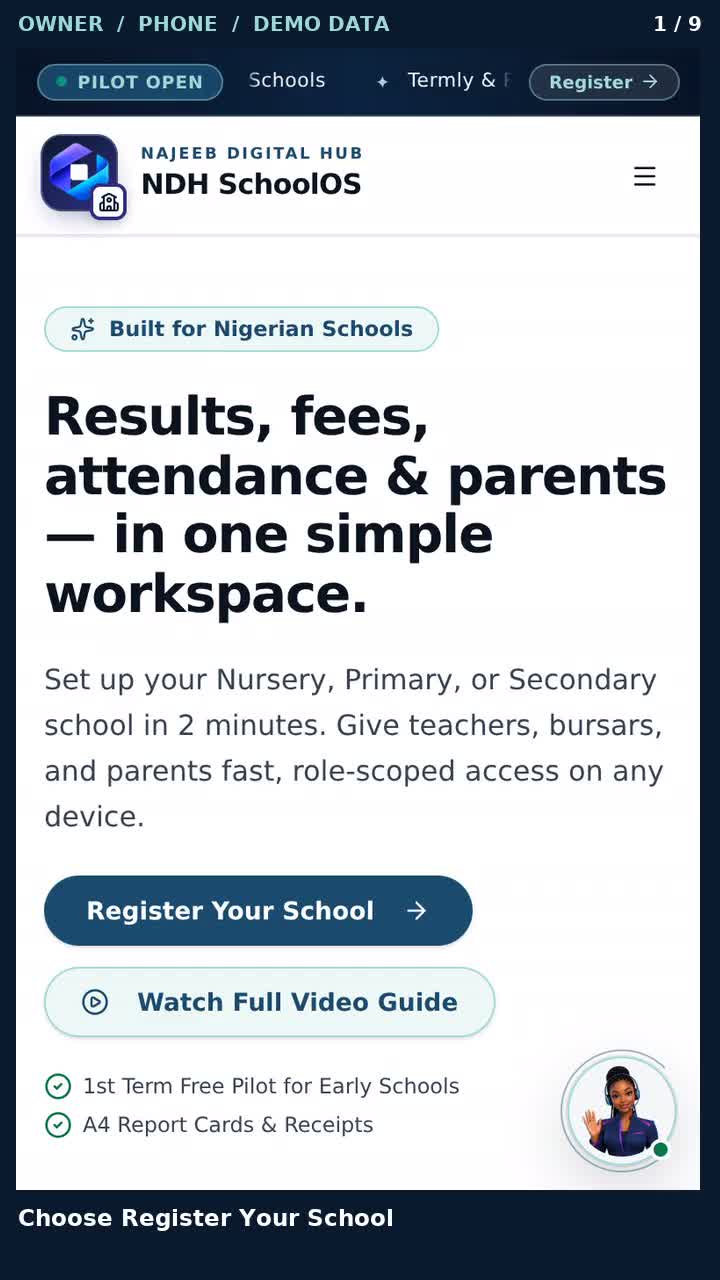 OWNER / PHONE / DEMO DATA
1 / 9
PILOT OPEN
Schools ✦ Termly &
Register →
NAJEEB DIGITAL HUB
NDH SchoolOS
Built for Nigerian Schools
Results, fees,
attendance & parents
— in one simple
workspace.
Set up your Nursery, Primary, or Secondary
school in 2 minutes. Give teachers, bursars,
and parents fast, role-scoped access on any
device.
Register Your School →
Watch Full Video Guide
1st Term Free Pilot for Early Schools
A4 Report Cards & Receipts
Choose Register Your School